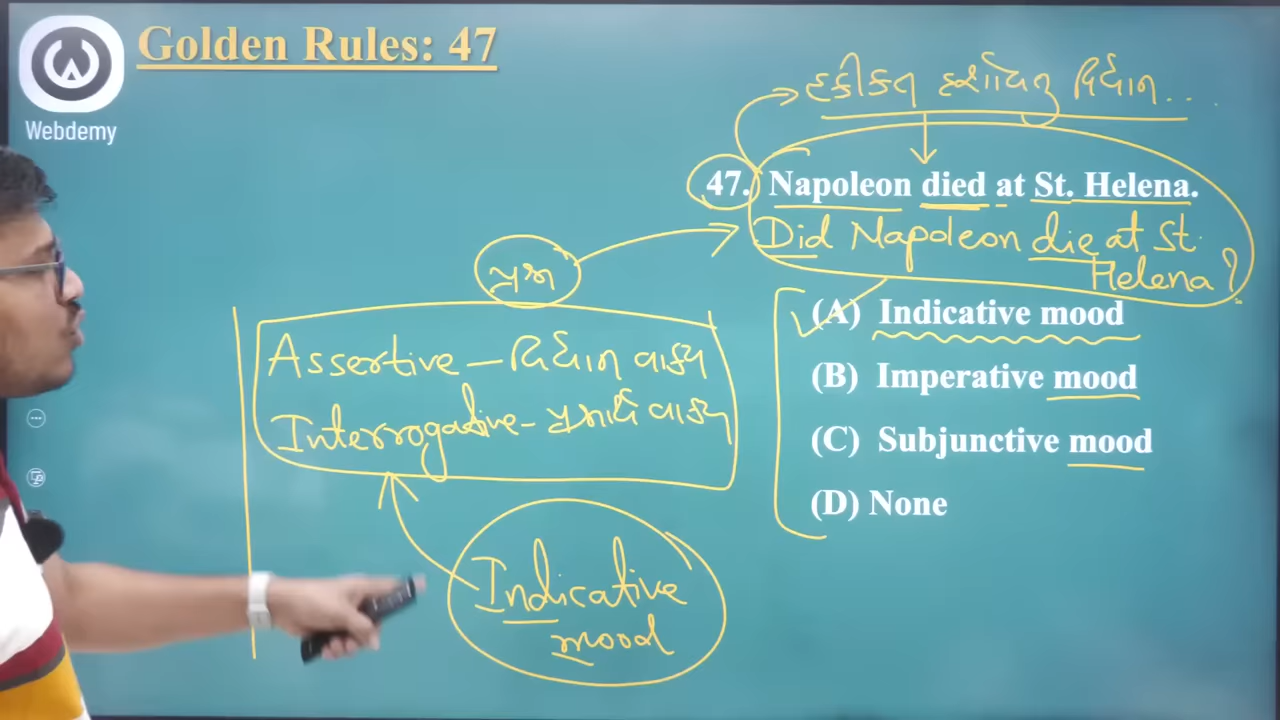 Golden Rules: 47
Webdemy
હકીકત દર્શાવતુ વિધાન...
47. Napoleon died at St. Helena.
Did Napoleon die at St.
Helena?
પ્રશ્ન
(A) Indicative mood
(B) Imperative mood
(C) Subjunctive mood
(D) None
Assertive - વિધાન વાક્ય
Interrogative - પ્રશ્નાર્થ વાક્ય
Indicative
mood